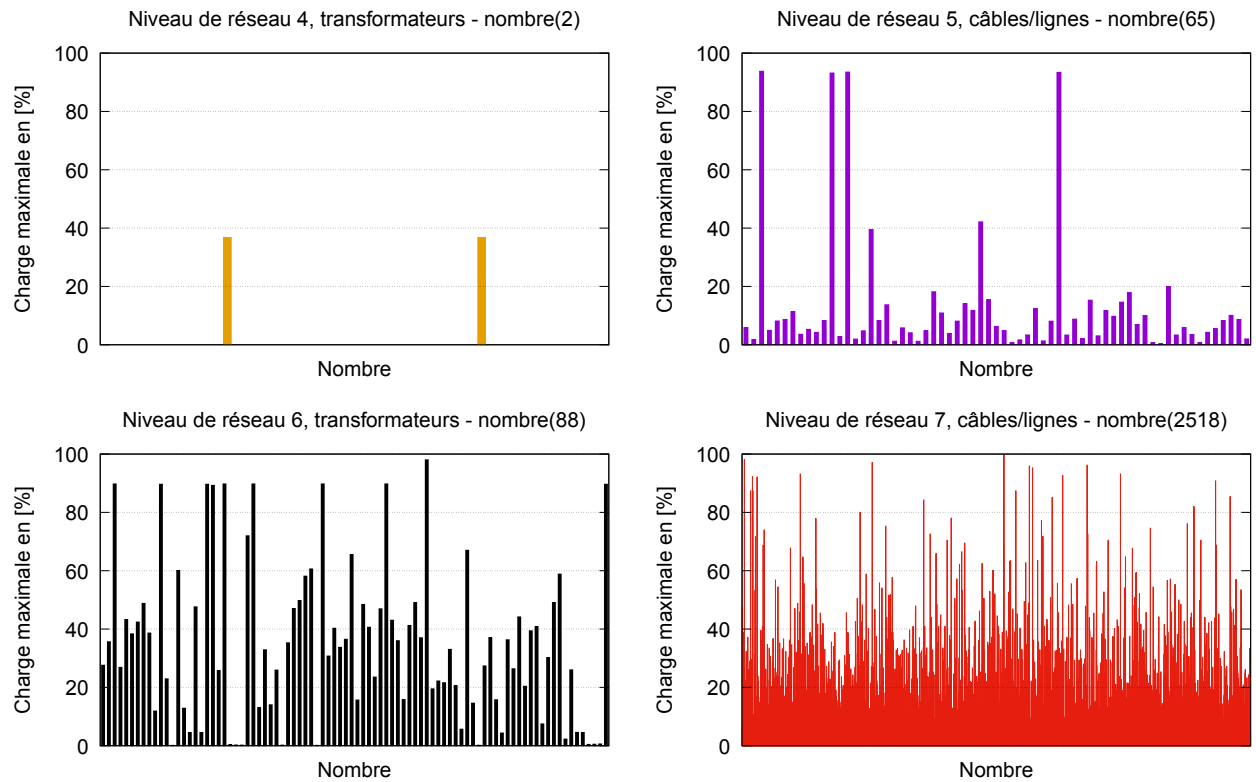 Niveau de réseau 4, transformateurs - nombre(2)
Charge maximale en [%]
100
80
60
40
20
0
Nombre
Niveau de réseau 5, câbles/lignes - nombre(65)
Charge maximale en [%]
100
80
60
40
20
0
Nombre
Niveau de réseau 6, transformateurs - nombre(88)
Charge maximale en [%]
100
80
60
40
20
0
Nombre
Niveau de réseau 7, câbles/lignes - nombre(2518)
Charge maximale en [%]
100
80
60
40
20
0
Nombre